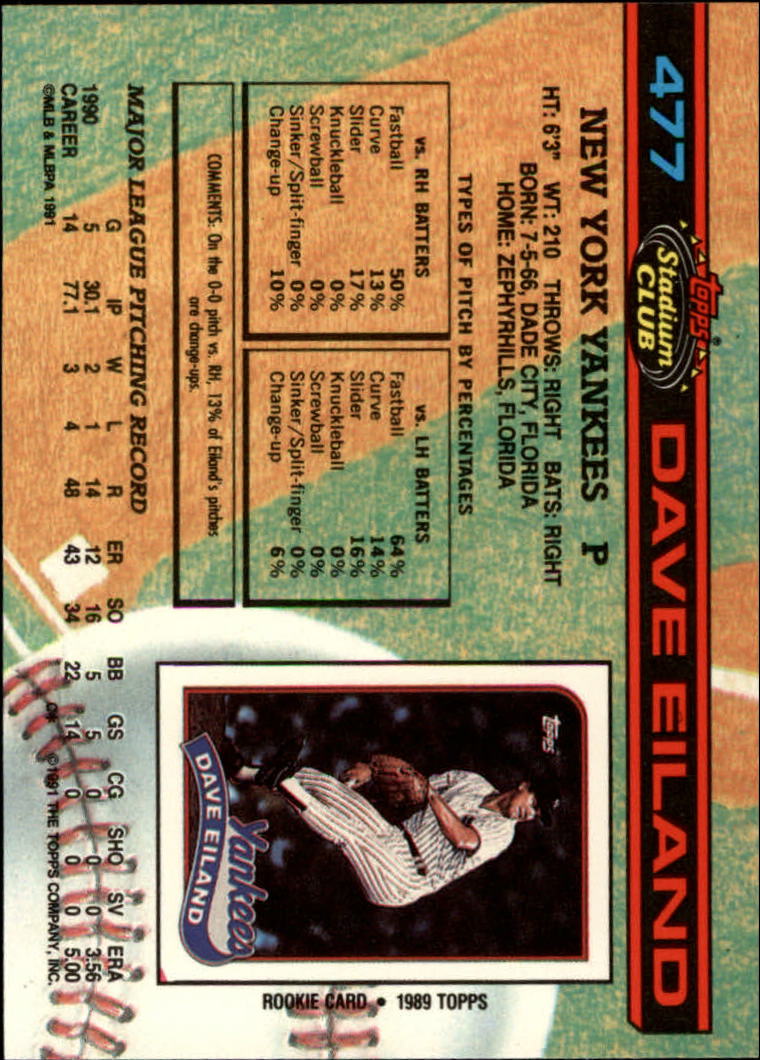 477
topps®
Stadium
CLUB
DAVE EILAND
NEW YORK YANKEES P
HT: 6'3" WT: 210 THROWS: RIGHT BATS: RIGHT
BORN: 7-5-66, DADE CITY, FLORIDA
HOME: ZEPHYRHILLS, FLORIDA
TYPES OF PITCH BY PERCENTAGES
vs. RH BATTERS
Fastball 50%
Curve 13%
Slider 17%
Knuckleball 0%
Screwball 0%
Sinker/Split-finger 0%
Change-up 10%
vs. LH BATTERS
Fastball 64%
Curve 14%
Slider 16%
Knuckleball 0%
Screwball 0%
Sinker/Split-finger 0%
Change-up 6%
COMMENTS: On the 0-0 pitch vs. RH, 13% of Eiland's pitches
are change-ups.
topps
Yankees
DAVE EILAND
ROOKIE CARD • 1989 TOPPS
MAJOR LEAGUE PITCHING RECORD
G IP W L R ER SO BB GS CG SHO SV ERA
1990 5 30.1 2 1 14 12 16 5 5 0 0 0 3.56
CAREER 14 77.1 3 4 48 43 34 22 14 0 0 0 5.00
©MLB & MLBPA 1991 C* ©1991 THE TOPPS COMPANY, INC.